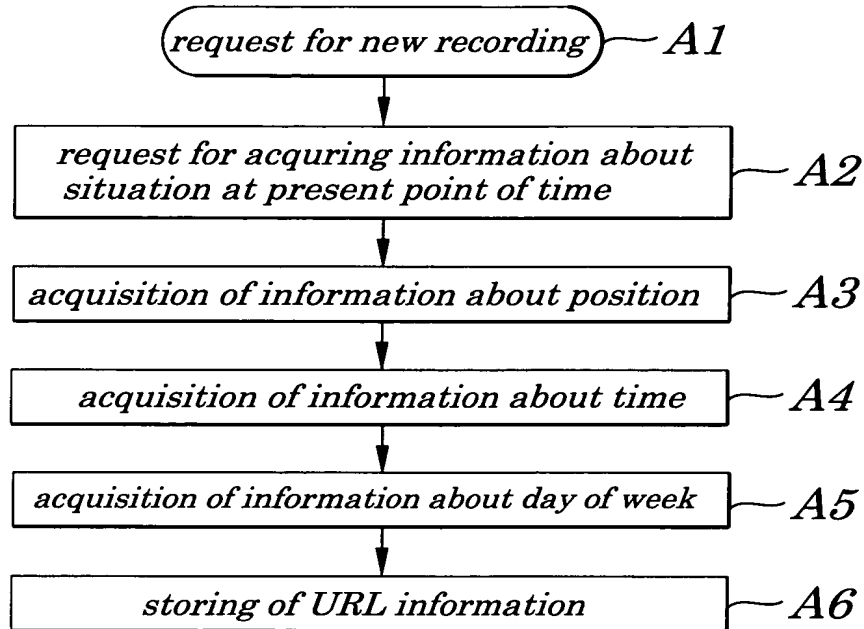 request for new recording A1
request for acquring information about
situation at present point of time A2
acquisition of information about position A3
acquisition of information about time A4
acquisition of information about day of week A5
storing of URL information A6